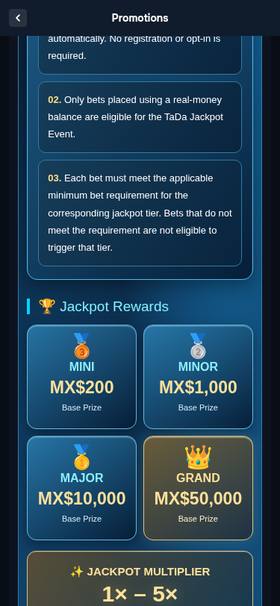 Promotions
automatically. No registration or opt-in is
required.
02. Only bets placed using a real-money
balance are eligible for the TaDa Jackpot
Event.
03. Each bet must meet the applicable
minimum bet requirement for the
corresponding jackpot tier. Bets that do not
meet the requirement are not eligible to
trigger that tier.
🏆 Jackpot Rewards
MINI
MX$200
Base Prize
MINOR
MX$1,000
Base Prize
MAJOR
MX$10,000
Base Prize
GRAND
MX$50,000
Base Prize
✨ JACKPOT MULTIPLIER
1× – 5×